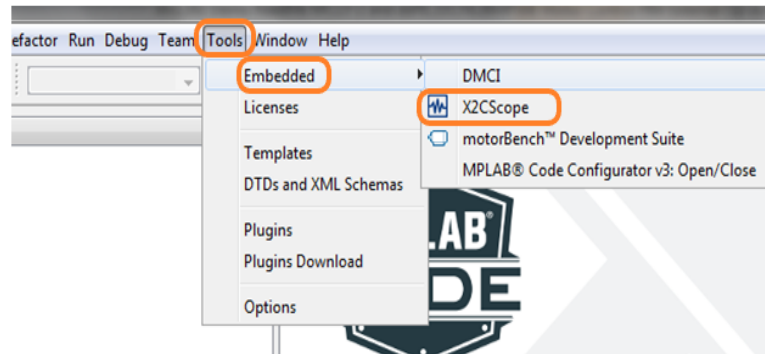 efactor Run Debug Team Tools Window Help
Embedded
DMCI
Licenses
X2CScope
motorBench™ Development Suite
Templates
MPLAB® Code Configurator v3: Open/Close
DTDs and XML Schemas
Plugins
.AB®
Plugins Download
DE
Options